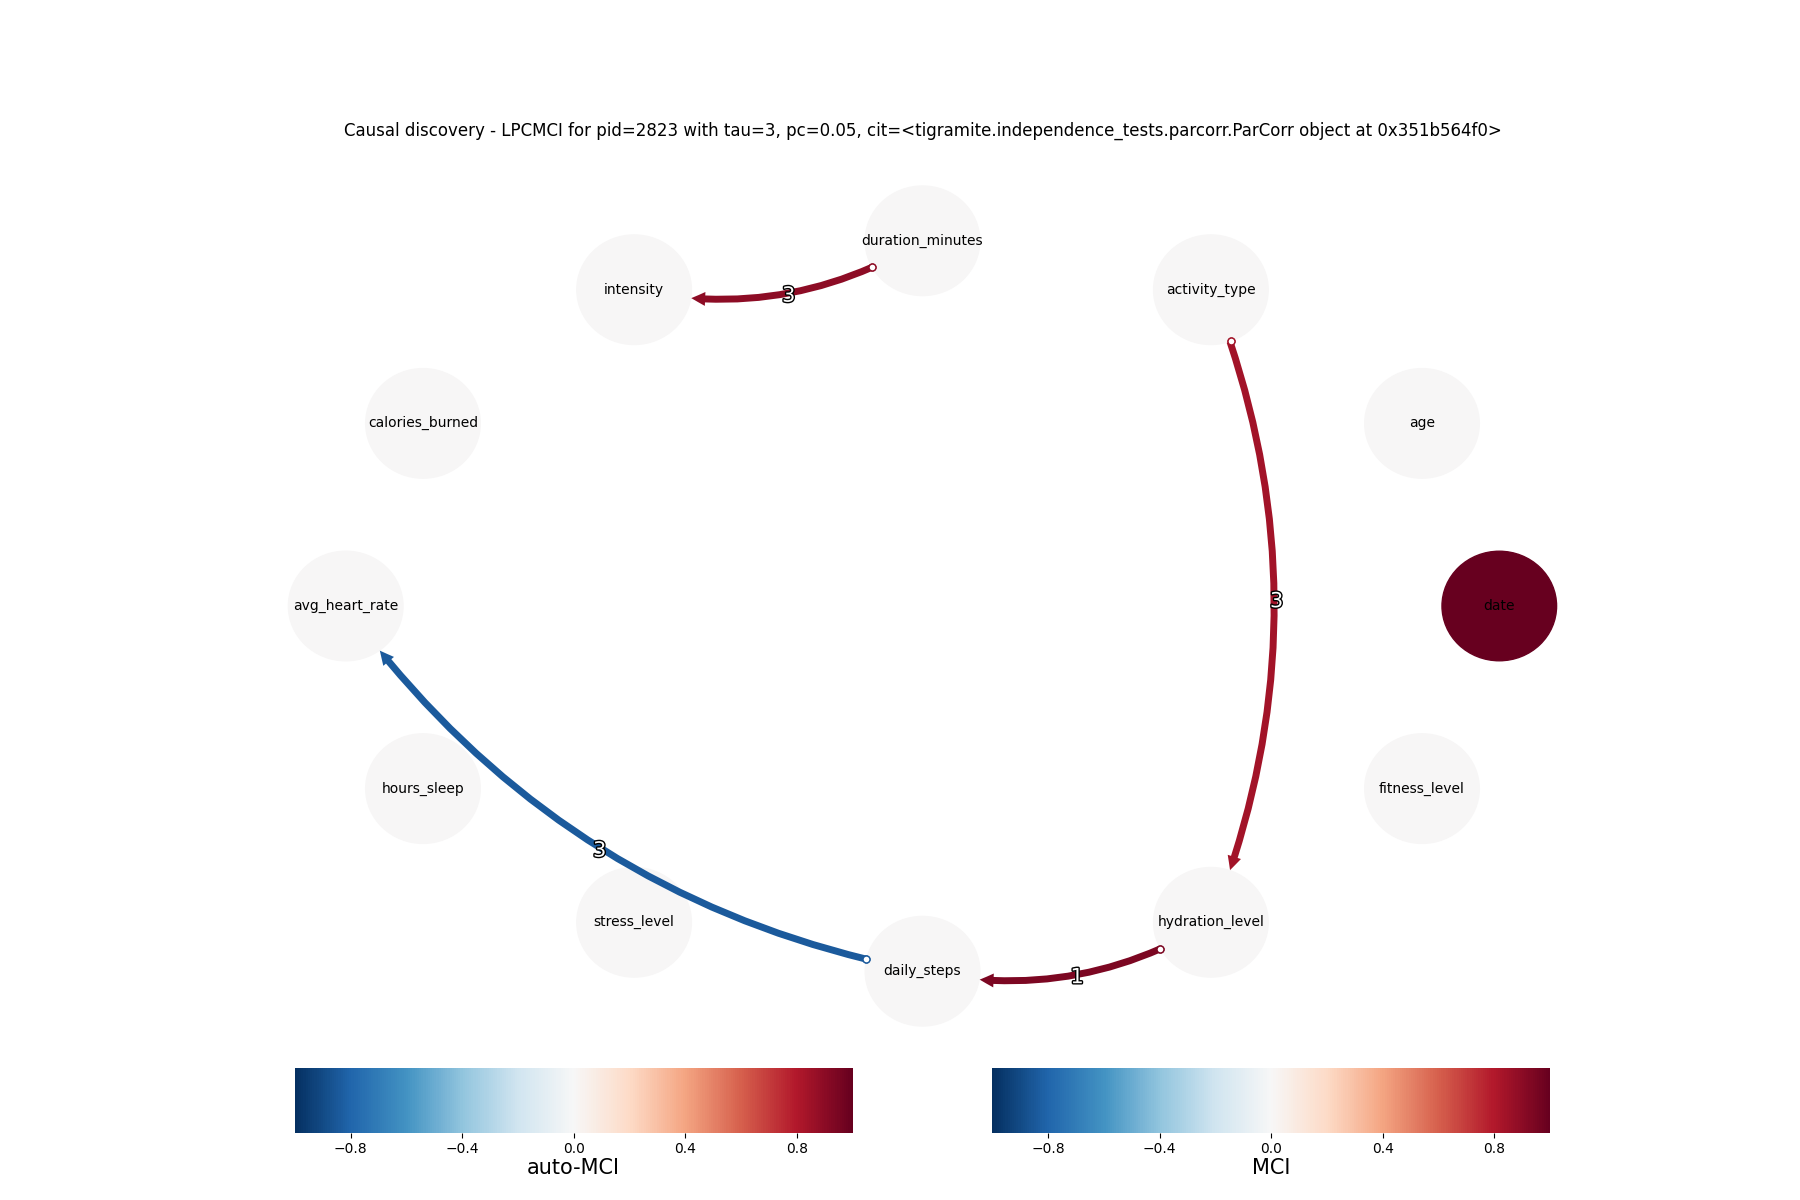 Causal discovery - LPCMCI for pid=2823 with tau=3, pc=0.05, cit=<tigramite.independence_tests.parcorr.ParCorr object at 0x351b564f0>
duration_minutes
intensity
activity_type
3
calories_burned
age
avg_heart_rate
3
date
hours_sleep
fitness_level
3
stress_level
hydration_level
daily_steps
1
−0.8 −0.4 0.0 0.4 0.8
auto-MCI
−0.8 −0.4 0.0 0.4 0.8
MCI